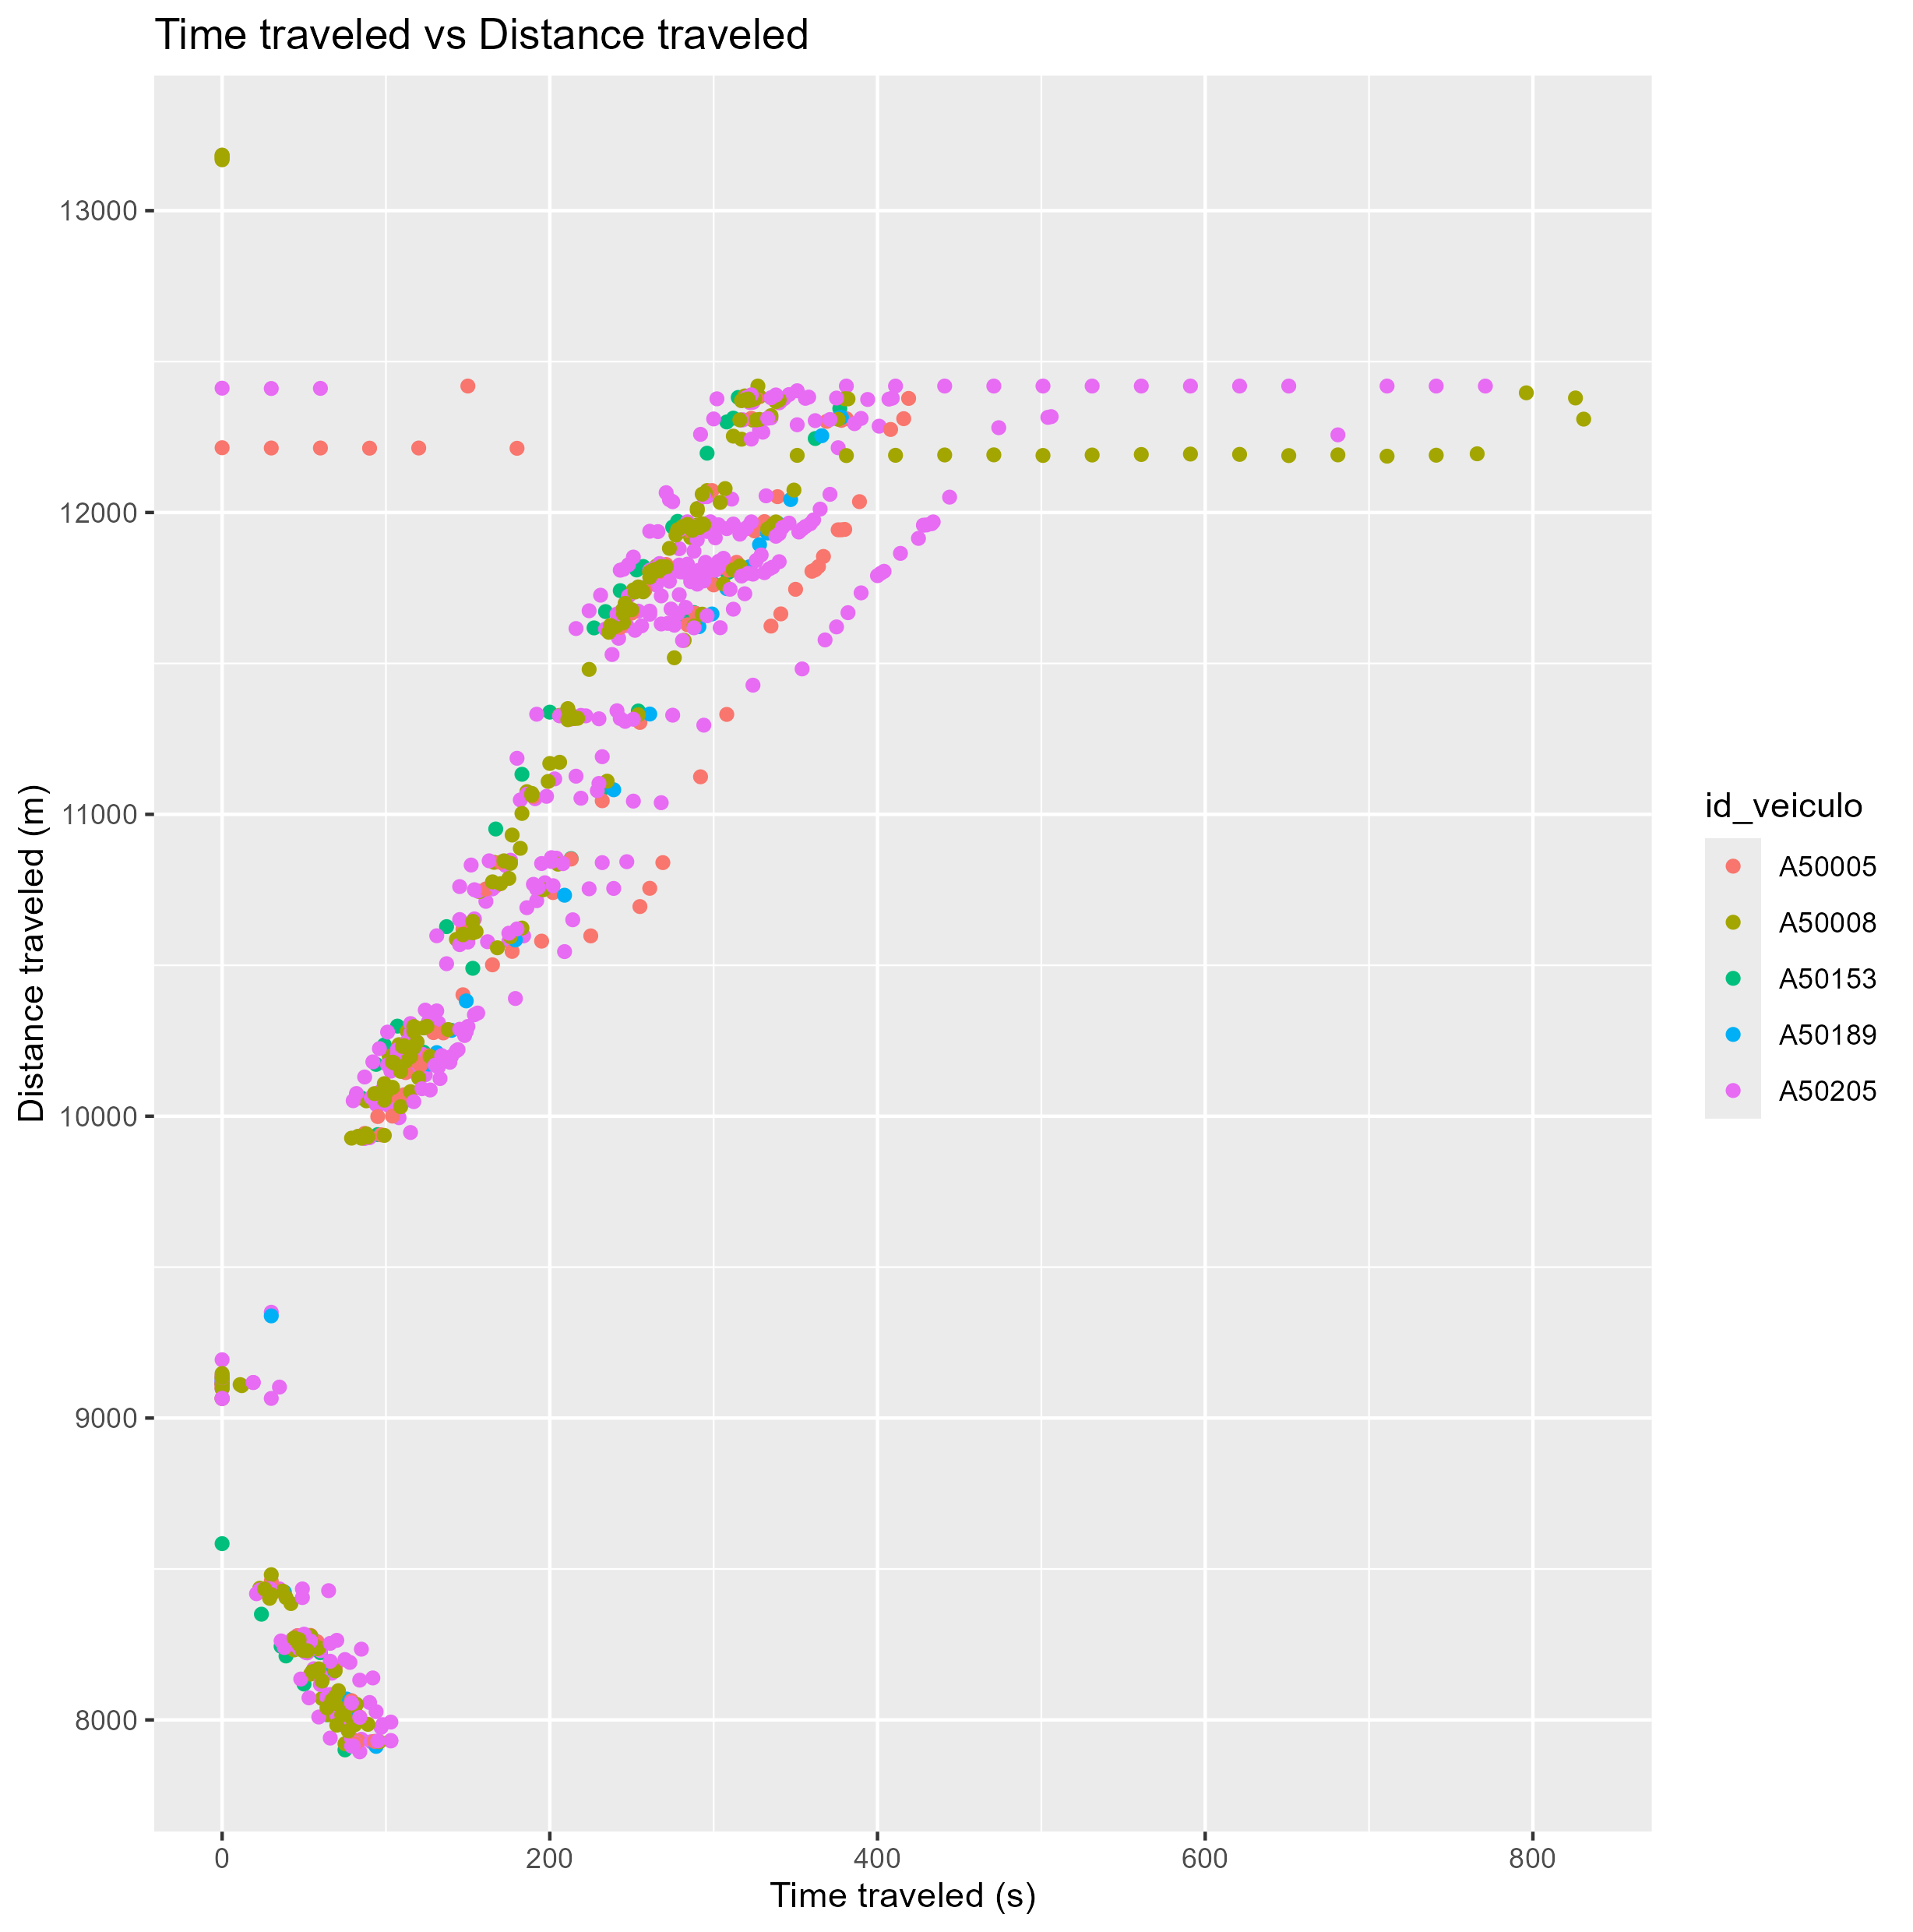 Time traveled vs Distance traveled
13000
12000
11000
10000
9000
8000
Distance traveled (m)
0 200 400 600 800
Time traveled (s)
id_veiculo
A50005
A50008
A50153
A50189
A50205